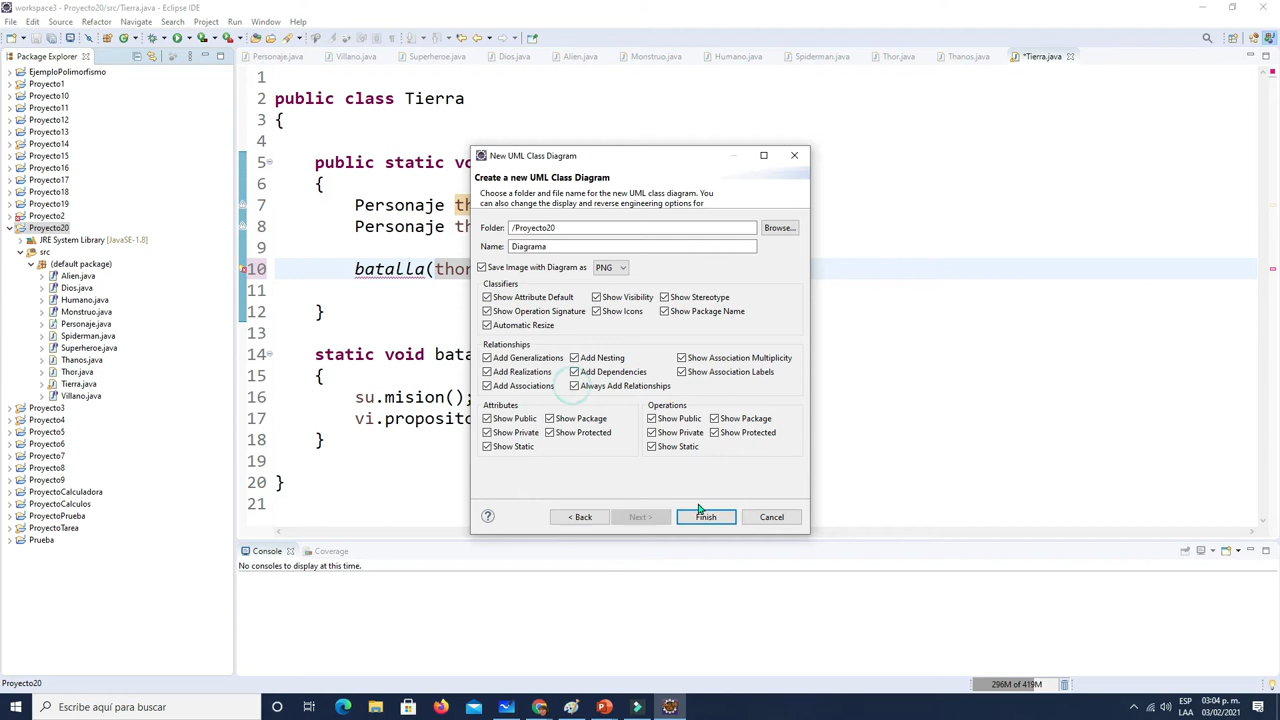 workspace3 - Proyecto20/src/Tierra.java - Eclipse IDE
File Edit Source Refactor Navigate Search Project Run Window Help
Package Explorer
Personaje.java Villano.java Superheroe.java Dios.java Alien.java Monstruo.java Humano.java Spiderman.java Thor.java Thanos.java *Tierra.java
EjemploPolimorfismo
Proyecto1
Proyecto10
Proyecto11
Proyecto12
Proyecto13
Proyecto14
Proyecto15
Proyecto16
Proyecto17
Proyecto18
Proyecto19
Proyecto2
Proyecto20
JRE System Library [JavaSE-1.8]
src
(default package)
Alien.java
Dios.java
Humano.java
Monstruo.java
Personaje.java
Spiderman.java
Superheroe.java
Thanos.java
Thor.java
Tierra.java
Villano.java
Proyecto3
Proyecto4
Proyecto5
Proyecto6
Proyecto7
Proyecto8
Proyecto9
ProyectoCalculadora
ProyectoCalculos
ProyectoPrueba
ProyectoTarea
Prueba
1
2 public class Tierra
3 {
4
5 public static vo
6 {
7 Personaje th
8 Personaje th
9
10 batalla(thor
11
12 }
13
14 static void bata
15 {
16 su.mision();
17 vi.proposito
18 }
19
20 }
21
New UML Class Diagram
Create a new UML Class Diagram
Choose a folder and file name for the new UML class diagram. You
can also change the display and reverse engineering options for
Folder: /Proyecto20 Browse...
Name: Diagrama
Save Image with Diagram as PNG
Classifiers
Show Attribute Default Show Visibility Show Stereotype
Show Operation Signature Show Icons Show Package Name
Automatic Resize
Relationships
Add Generalizations Add Nesting Show Association Multiplicity
Add Realizations Add Dependencies Show Association Labels
Add Associations Always Add Relationships
Attributes Operations
Show Public Show Package Show Public Show Package
Show Private Show Protected Show Private Show Protected
Show Static Show Static
? < Back Next > Finish Cancel
Console Coverage
No consoles to display at this time.
Proyecto20 296M of 419M
Escribe aquí para buscar
ESP 03:04 p. m.
LAA 03/02/2021